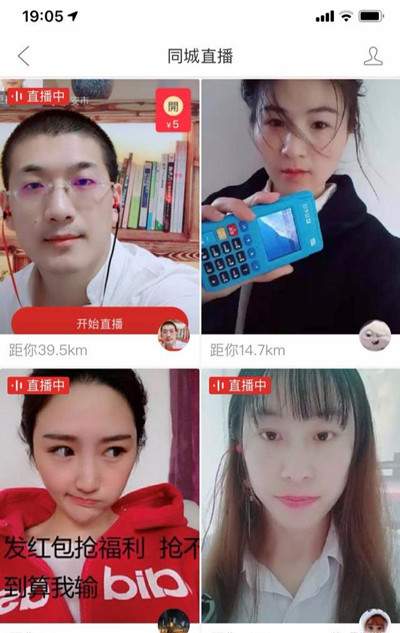 19:05
同城直播
直播中
開
¥5
开始直播
距你39.5km
距你14.7km
直播中
直播中
发红包抢福利 抢不
到算我输
bib